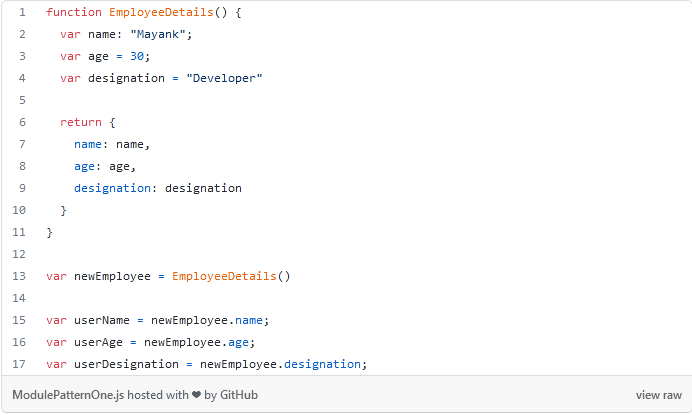 1 function EmployeeDetails() {
2 var name: "Mayank";
3 var age = 30;
4 var designation = "Developer"
5
6 return {
7 name: name,
8 age: age,
9 designation: designation
10 }
11 }
12
13 var newEmployee = EmployeeDetails()
14
15 var userName = newEmployee.name;
16 var userAge = newEmployee.age;
17 var userDesignation = newEmployee.designation;
ModulePatternOne.js hosted with ❤ by GitHub view raw